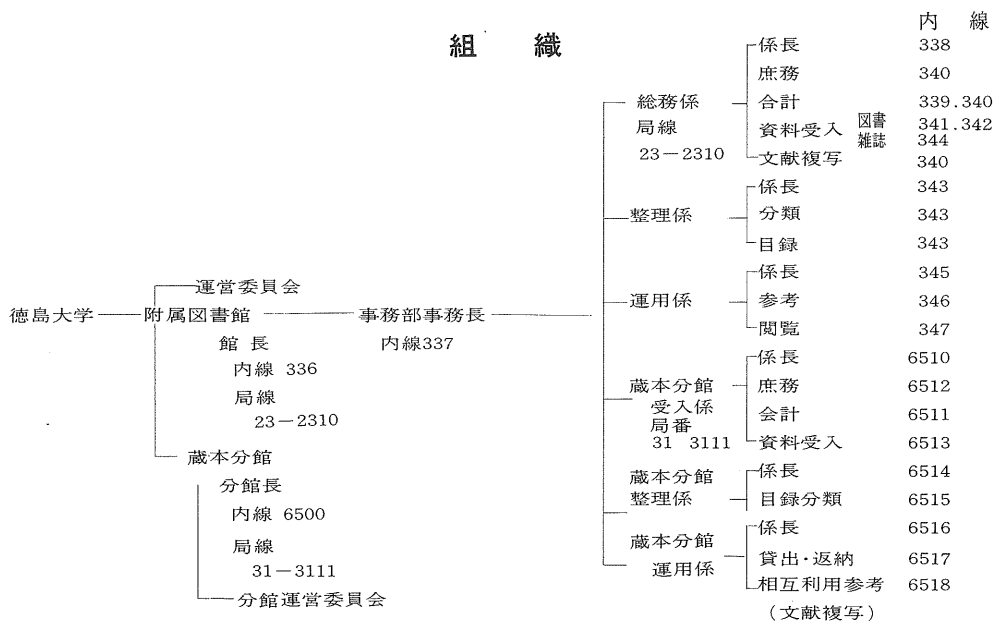 組 織
内 線
徳島大学
運営委員会
附属図書館
館 長
内線 336
局線
23-2310
蔵本分館
分館長
内線 6500
局線
31-3111
分館運営委員会
事務部事務長
内線337
総務係
局線
23-2310
係長 338
庶務 340
合計 339.340
資料受入 図書 341.342
雑誌 344
文献複写 340
整理係
係長 343
分類 343
目録 343
運用係
係長 345
参考 346
閲覧 347
蔵本分館
受入係
局番
31 3111
係長 6510
庶務 6512
会計 6511
資料受入 6513
蔵本分館
整理係
係長 6514
目録分類 6515
蔵本分館
運用係
係長 6516
貸出・返納 6517
相互利用参考 6518
(文献複写)